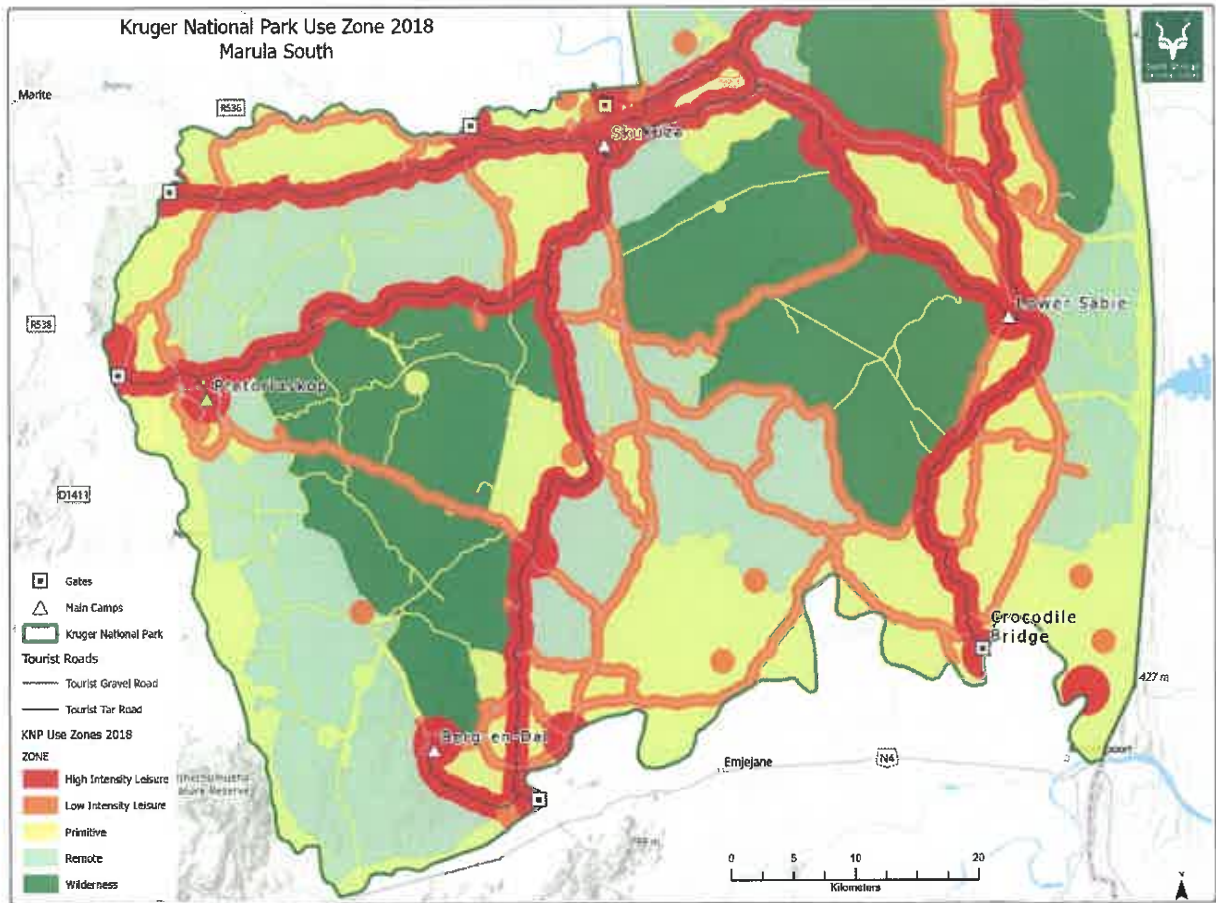 Kruger National Park Use Zone 2018
Marula South
Marite
R536
Skukuza
R538
Lower Sabie
Pretoriuskop
D1411
Gates
Main Camps
Kruger National Park
Tourist Roads
Tourist Gravel Road
Tourist Tar Road
KNP Use Zones 2018
ZONE
High Intensity Leisure
Low Intensity Leisure
Primitive
Remote
Wilderness
Crocodile
Bridge
427 m
Berg-en-Dal
Emjejane
N4
0 5 10 20
Kilometers
N